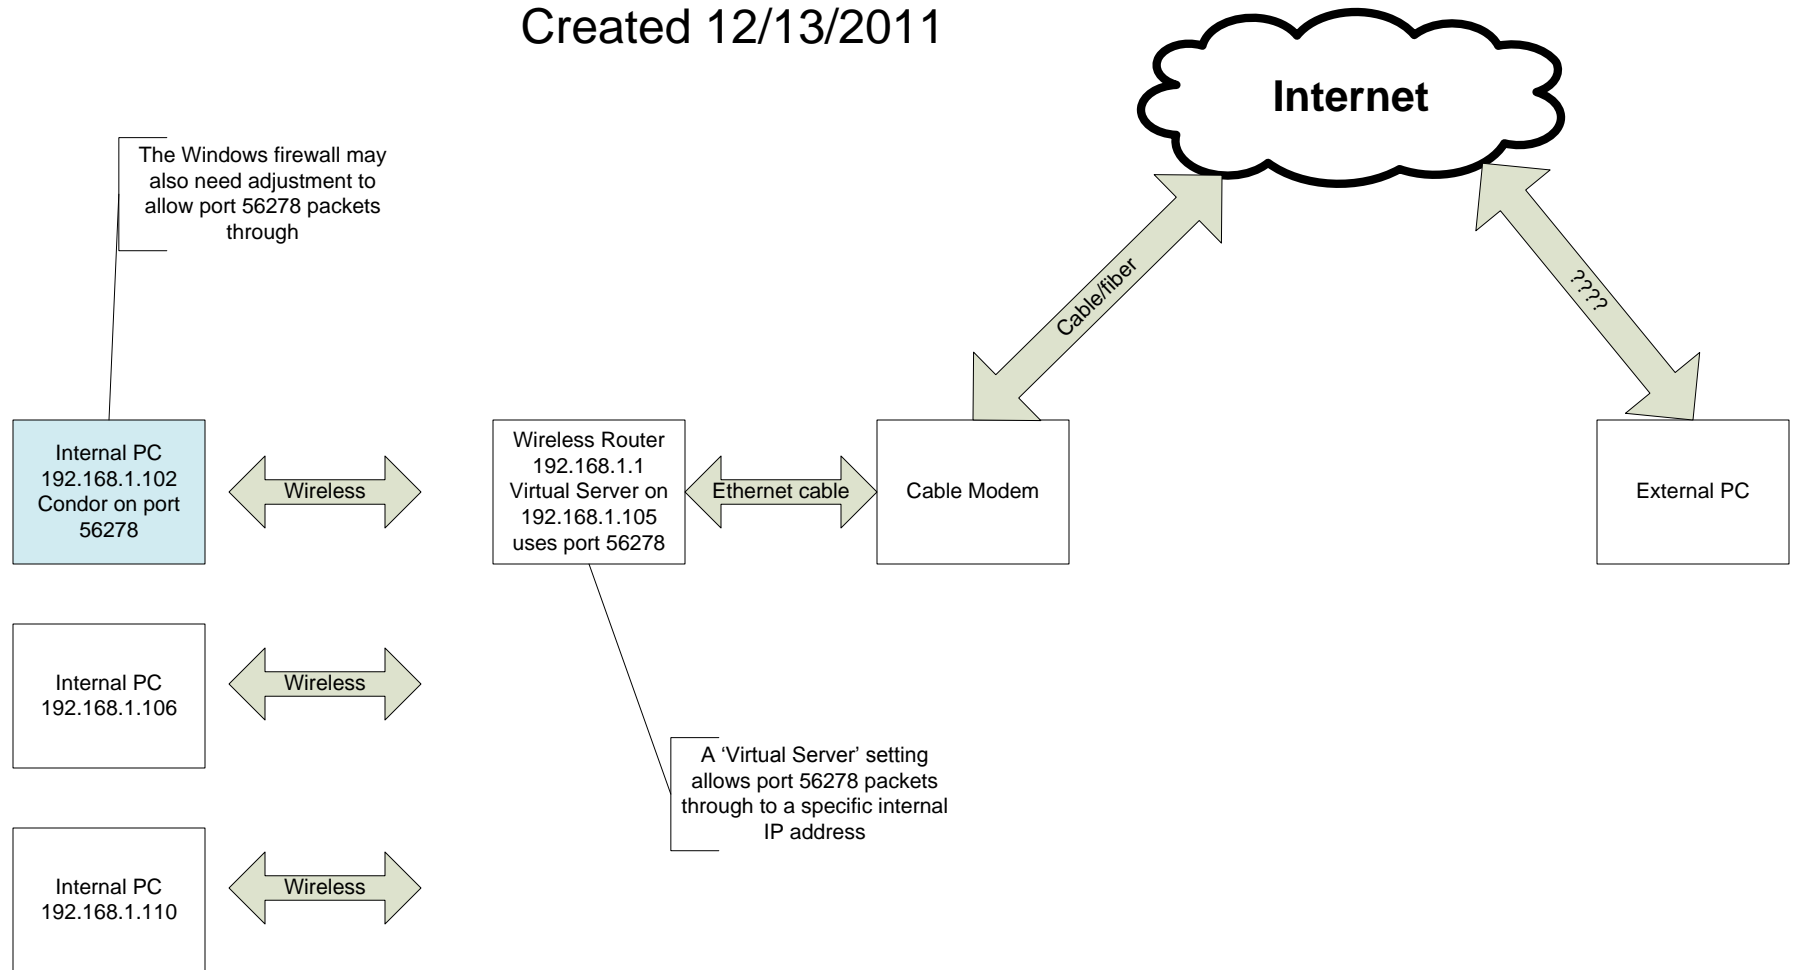 Created 12/13/2011
Internet
The Windows firewall may
also need adjustment to
allow port 56278 packets
through
Cable/fiber
????
Internal PC
192.168.1.102
Condor on port
56278
Wireless
Wireless Router
192.168.1.1
Virtual Server on
192.168.1.105
uses port 56278
Ethernet cable
Cable Modem
External PC
Internal PC
192.168.1.106
Wireless
A ‘Virtual Server’ setting
allows port 56278 packets
through to a specific internal
IP address
Internal PC
192.168.1.110
Wireless